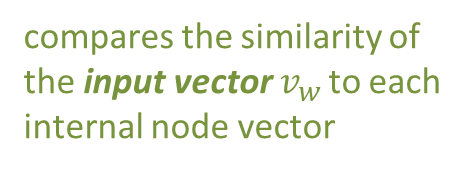 compares the similarity of
the input vector 𝑣𝑤 to each
internal node vector